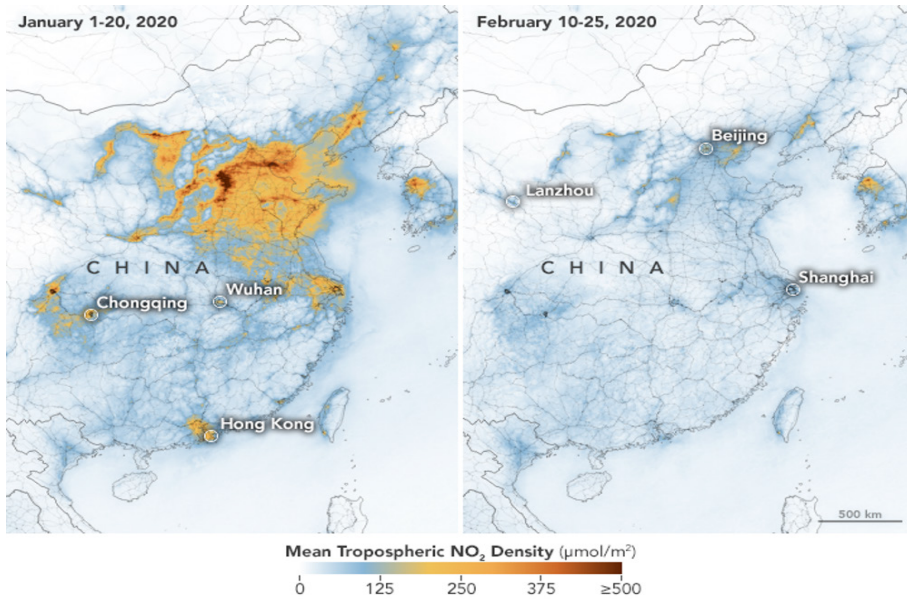 January 1-20, 2020
CHINA
Wuhan
Chongqing
Hong Kong
February 10-25, 2020
Beijing
Lanzhou
CHINA
Shanghai
500 km
Mean Tropospheric NO₂ Density (μmol/m²)
0 125 250 375 ≥500